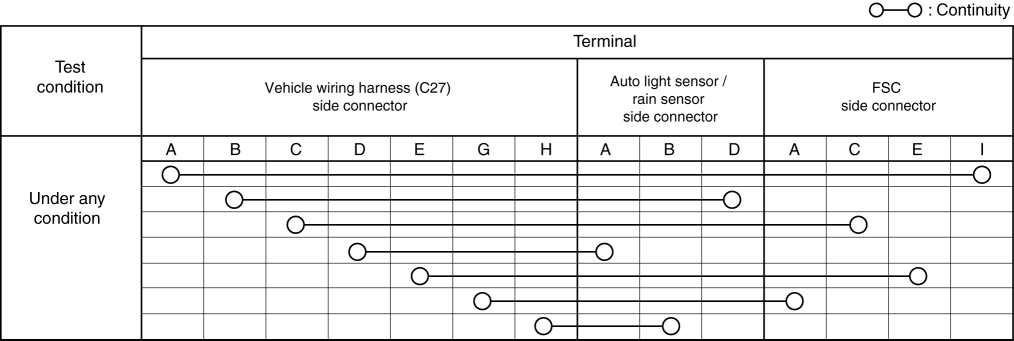 : Continuity
Test
condition
Terminal
Vehicle wiring harness (C27)
side connector
Auto light sensor /
rain sensor
side connector
FSC
side connector
A B C D E G H A B D A C E I
Under any
condition